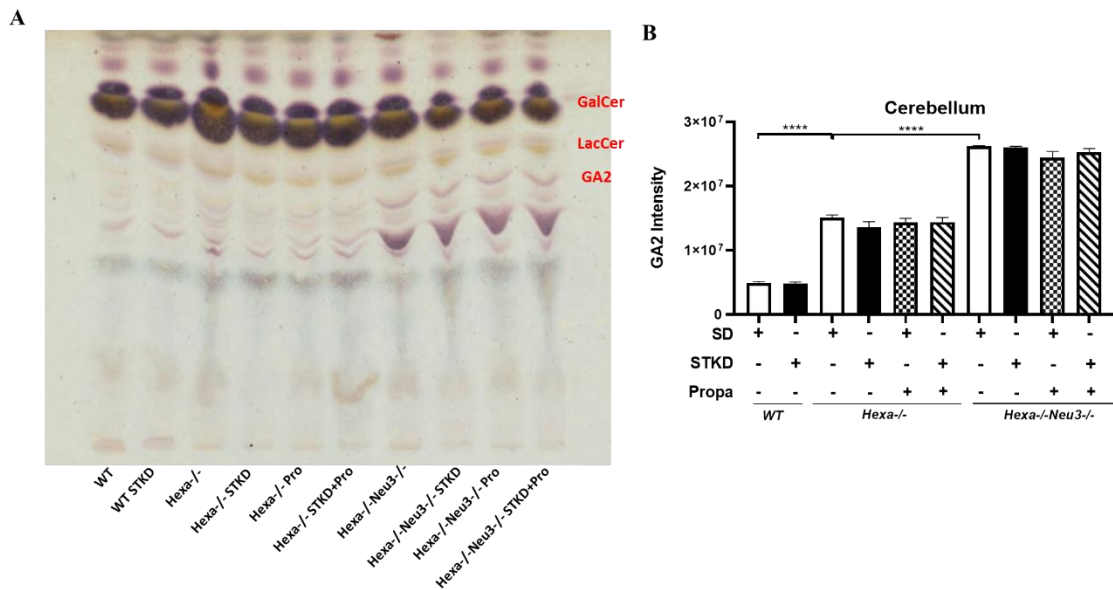 A
GalCer
LacCer
GA2
WT
WT STKD
Hexa-/-
Hexa-/- STKD
Hexa-/- Pro
Hexa-/- STKD+Pro
Hexa-/-Neu3-/-
Hexa-/-Neu3-/- STKD
Hexa-/-Neu3-/- Pro
Hexa-/-Neu3-/- STKD+Pro
B
Cerebellum
3×10⁷
2×10⁷
1×10⁷
0
GA2 Intensity
**** ****
SD + - + - + - + - + -
STKD - + - + - + - + - +
Propa - - - - + + - - + +
WT Hexa-/- Hexa-/-Neu3-/-